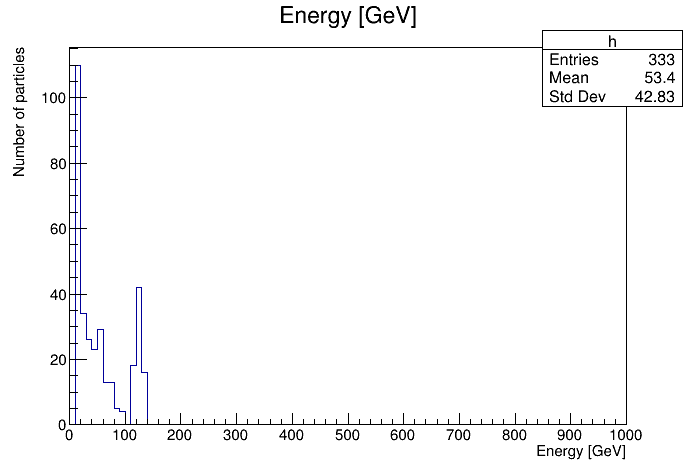 Energy [GeV]
h
Entries 333
Mean 53.4
Std Dev 42.83
Number of particles
100
80
60
40
20
0
0 100 200 300 400 500 600 700 800 900 1000
Energy [GeV]